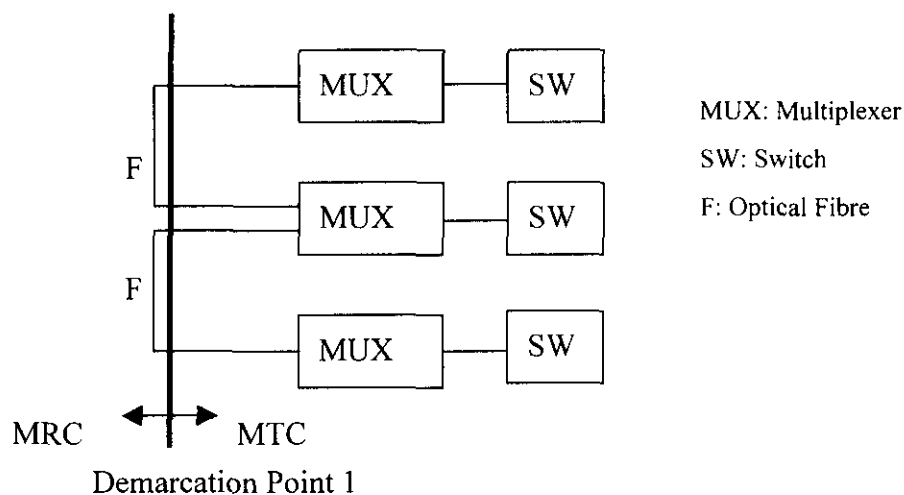 MUX
SW
MUX: Multiplexer
SW: Switch
F
MUX
SW
F: Optical Fibre
F
MUX
SW
MRC
MTC
Demarcation Point 1